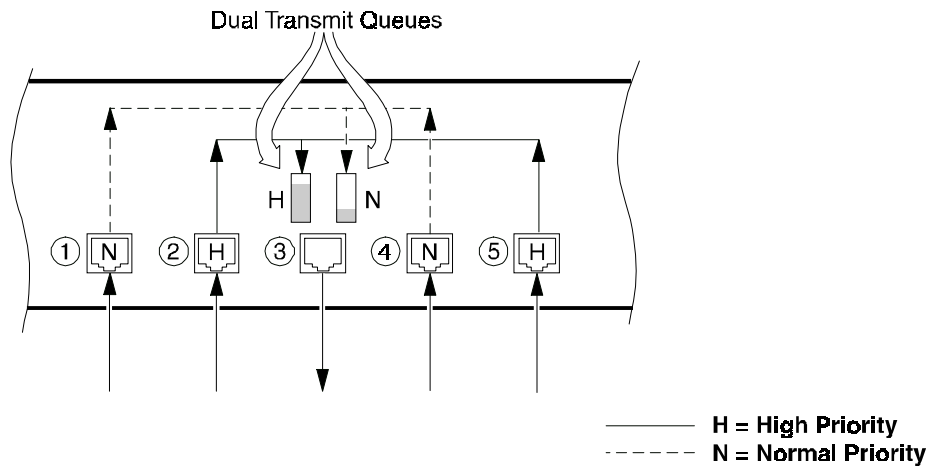 Dual Transmit Queues
H N
1 N 2 H 3 4 N 5 H
H = High Priority
N = Normal Priority